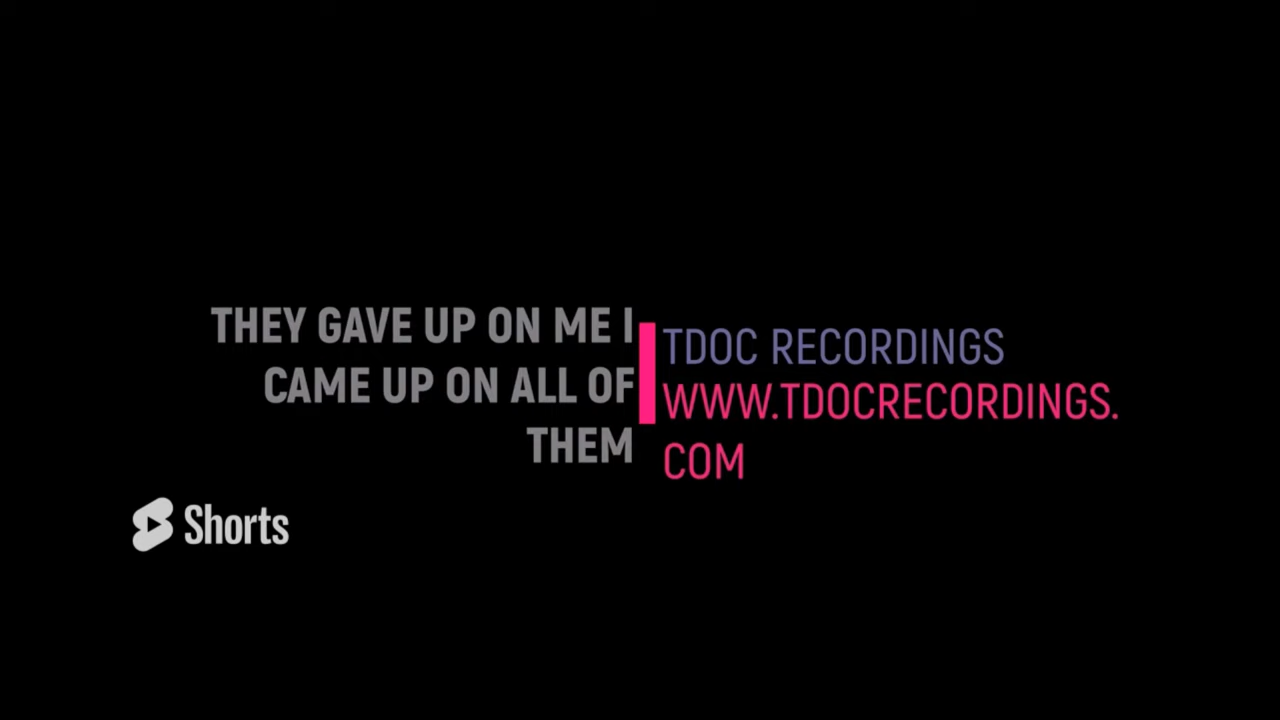 THEY GAVE UP ON ME I
CAME UP ON ALL OF
THEM
TDOC RECORDINGS
WWW.TDOCRECORDINGS.
COM
Shorts